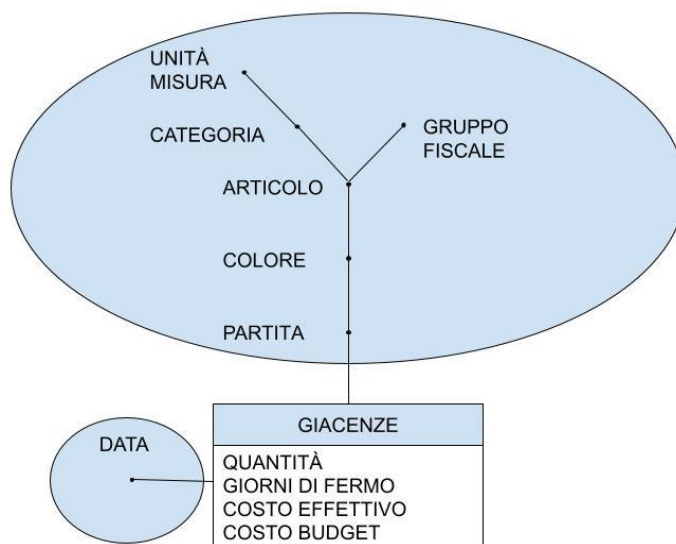 UNITÀ
MISURA
CATEGORIA
GRUPPO
FISCALE
ARTICOLO
COLORE
PARTITA
GIACENZE
DATA
QUANTITÀ
GIORNI DI FERMO
COSTO EFFETTIVO
COSTO BUDGET